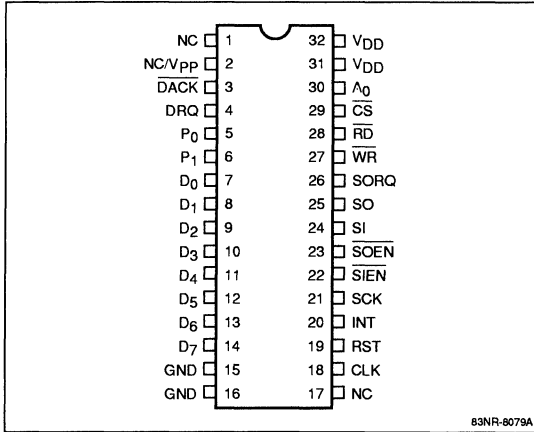 NC 1 32 VDD
NC/VPP 2 31 VDD
DACK 3 30 A0
DRQ 4 29 CS
P0 5 28 RD
P1 6 27 WR
D0 7 26 SORQ
D1 8 25 SO
D2 9 24 SI
D3 10 23 SOEN
D4 11 22 SIEN
D5 12 21 SCK
D6 13 20 INT
D7 14 19 RST
GND 15 18 CLK
GND 16 17 NC
83NR-8079A